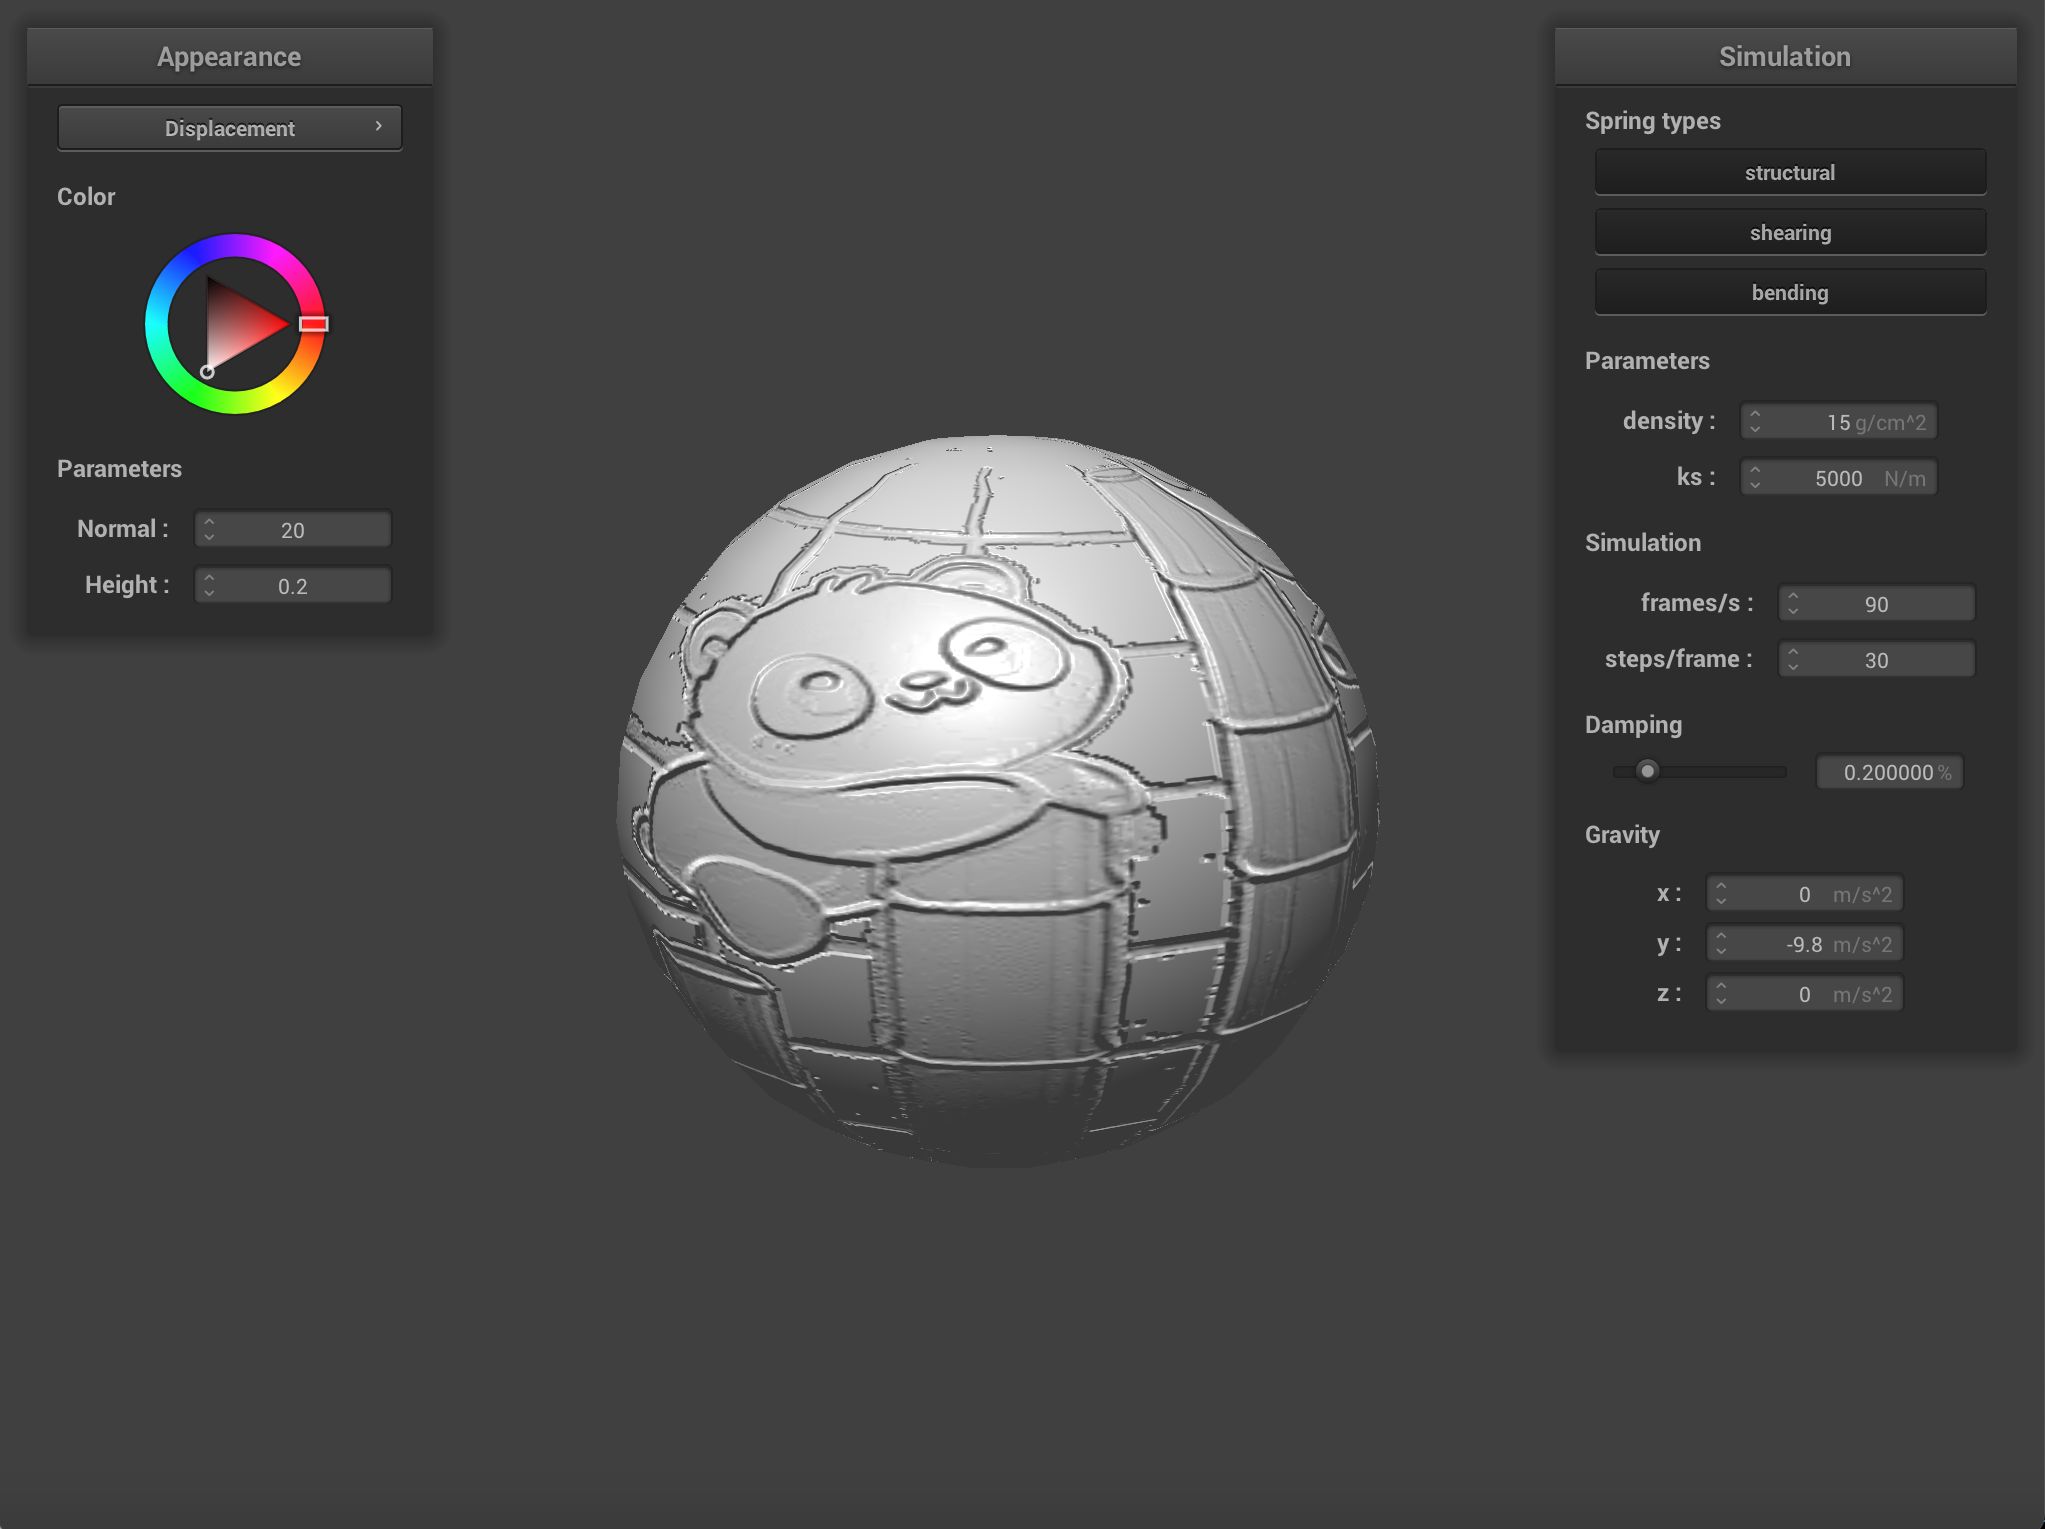 Appearance
Displacement
Color
Parameters
Normal : 20
Height : 0.2
Simulation
Spring types
structural
shearing
bending
Parameters
density : 15 g/cm^2
ks : 5000 N/m
Simulation
frames/s : 90
steps/frame : 30
Damping
0.200000 %
Gravity
x : 0 m/s^2
y : -9.8 m/s^2
z : 0 m/s^2